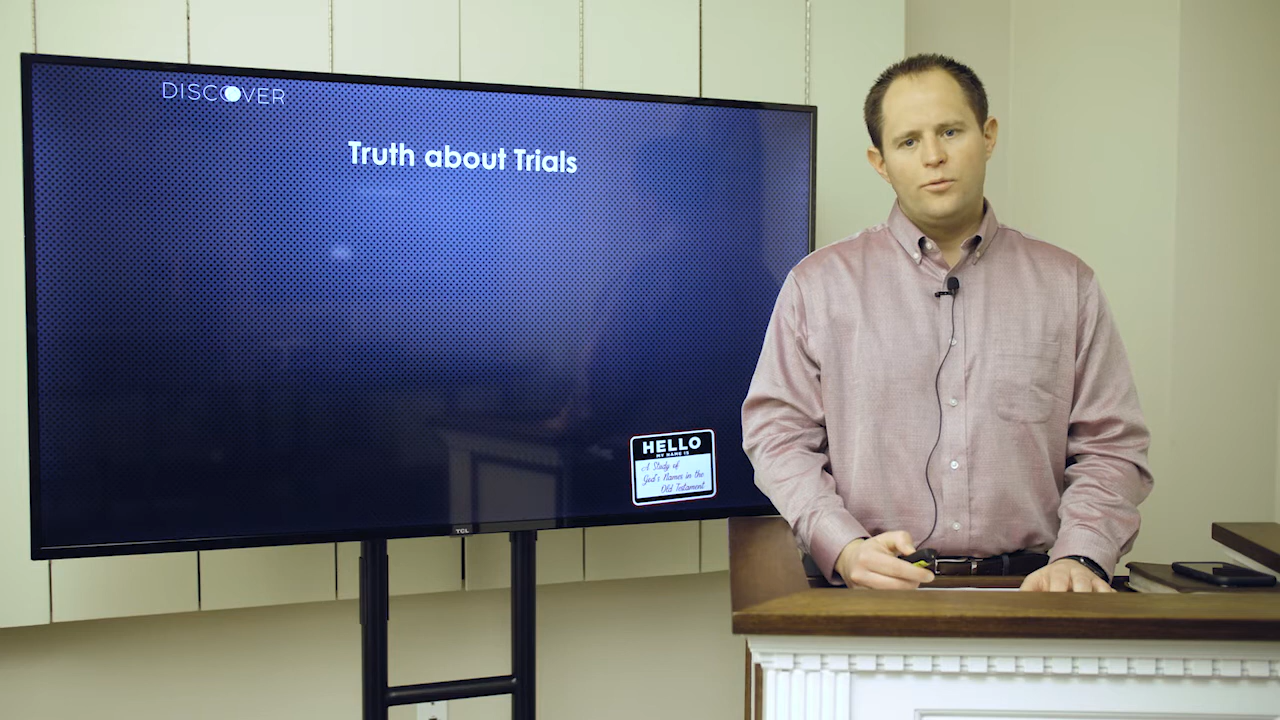 DISCOVER
Truth about Trials
HELLO
MY NAME IS
A Study of
God's Names in the
Old Testament
TCL